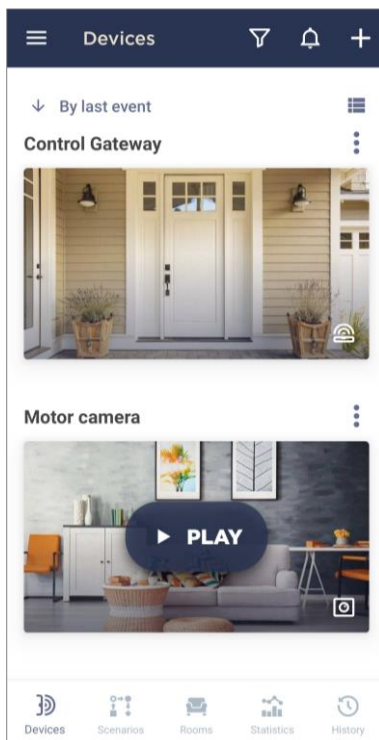 Devices
By last event
Control Gateway
Motor camera
PLAY
Devices Scenarios Rooms Statistics History